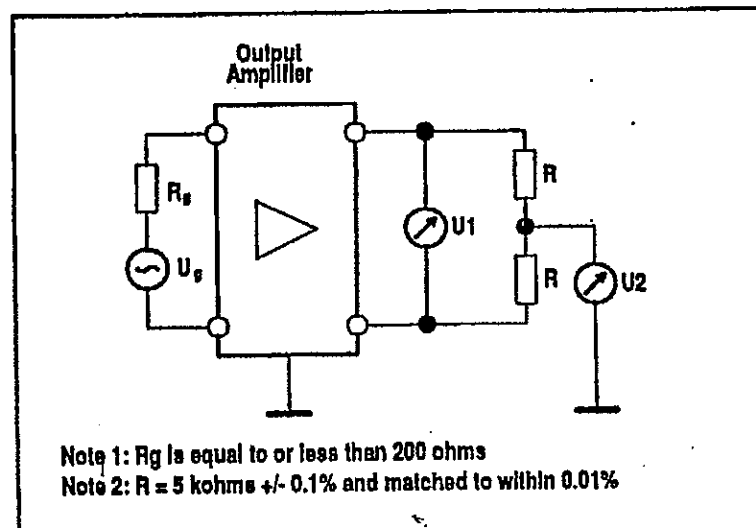 Output
Amplifier
Rg
Ug
U1
R
R
U2
Note 1: Rg is equal to or less than 200 ohms
Note 2: R = 5 kohms +/- 0.1% and matched to within 0.01%